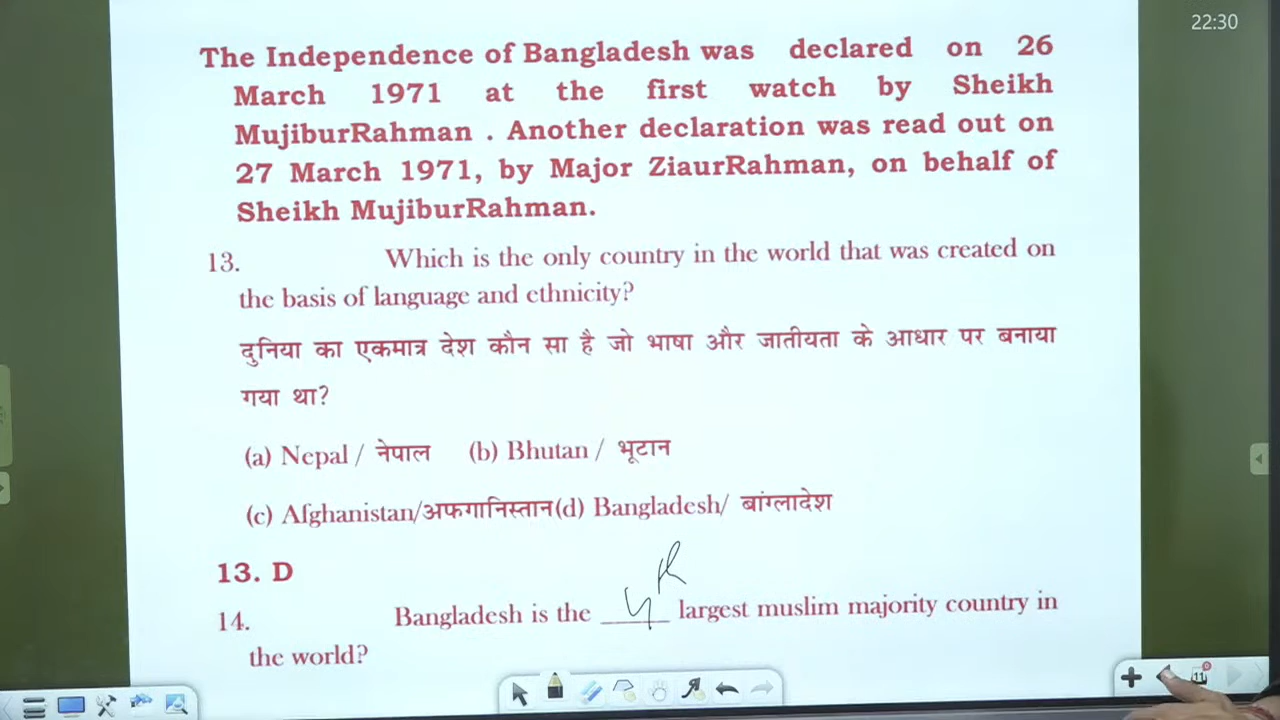 22:30
The Independence of Bangladesh was declared on 26
March 1971 at the first watch by Sheikh
MujiburRahman . Another declaration was read out on
27 March 1971, by Major ZiaurRahman, on behalf of
Sheikh MujiburRahman.
13. Which is the only country in the world that was created on
the basis of language and ethnicity?
दुनिया का एकमात्र देश कौन सा है जो भाषा और जातीयता के आधार पर बनाया
गया था?
(a) Nepal / नेपाल (b) Bhutan / भूटान
(c) Afghanistan/अफगानिस्तान(d) Bangladesh/ बांग्लादेश
13. D
14. Bangladesh is the 4th largest muslim majority country in
the world?
11